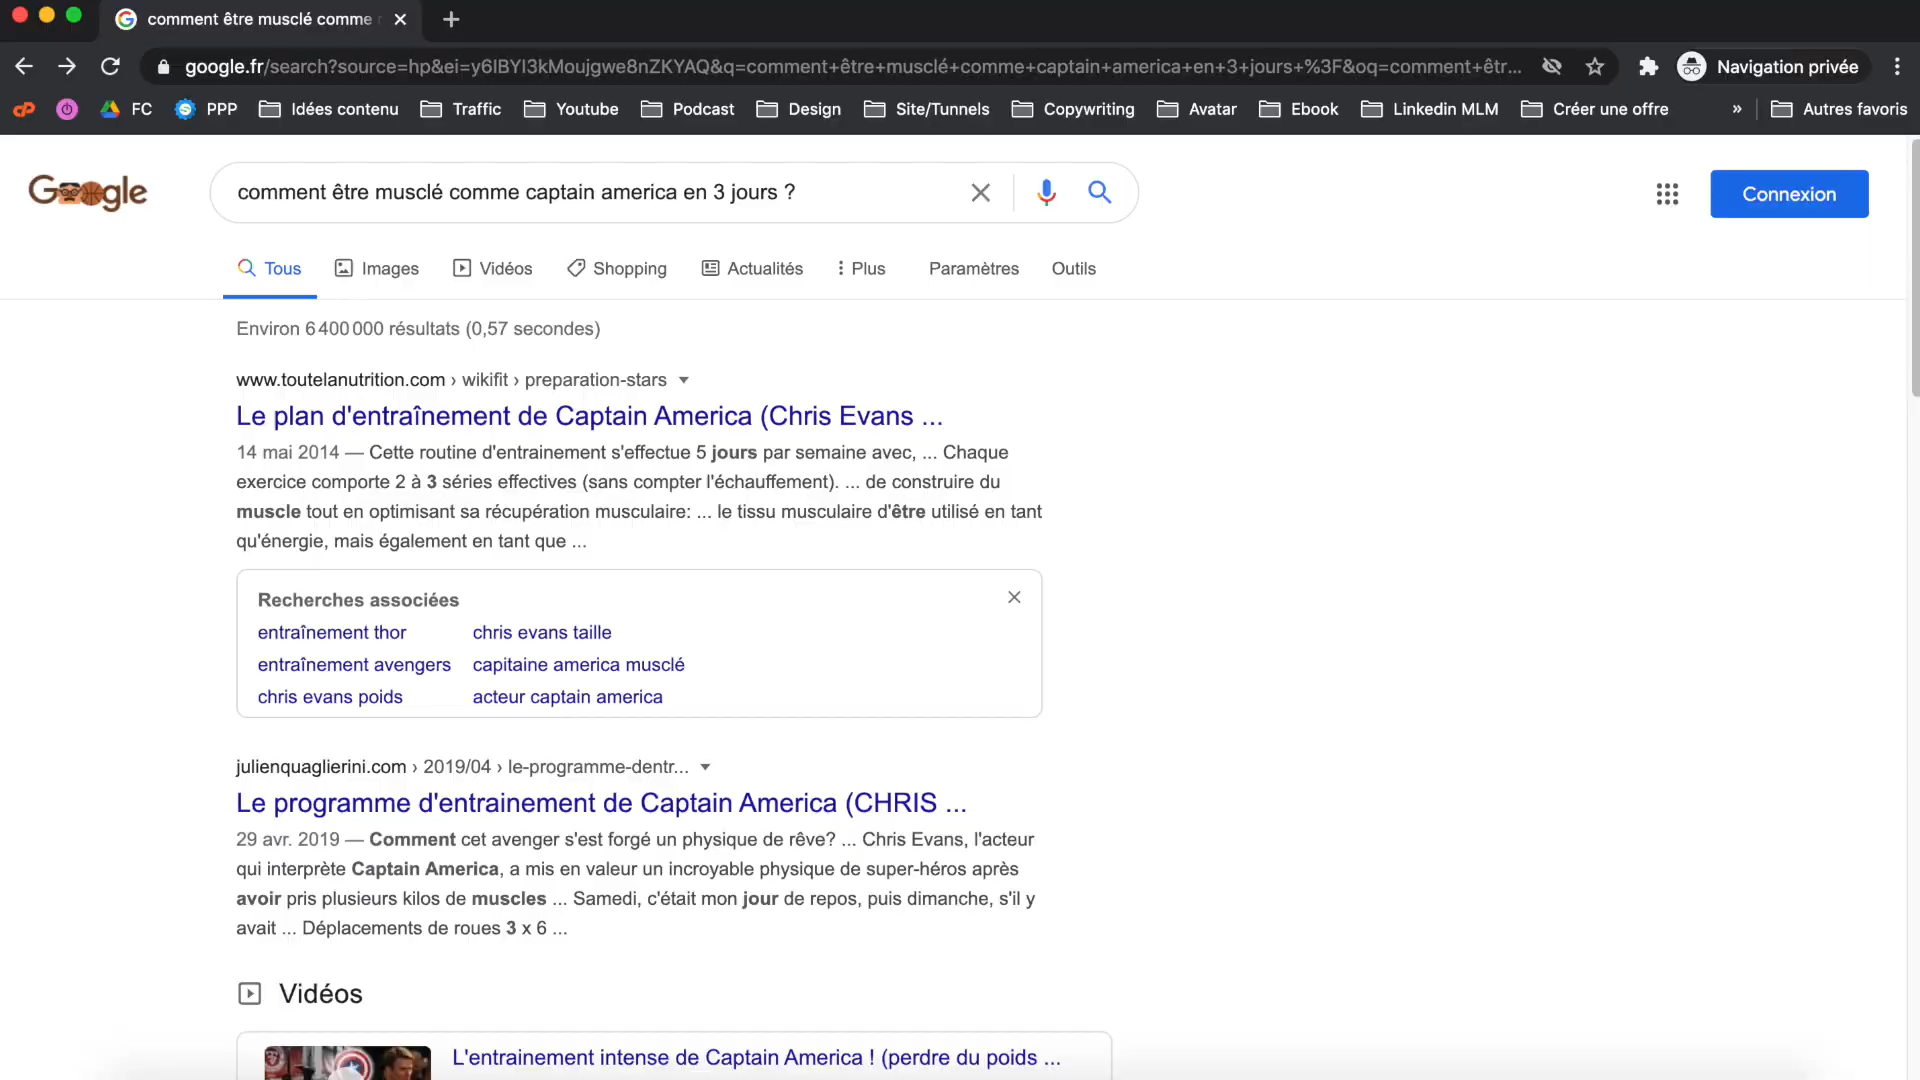 comment être musclé comme
google.fr/search?source=hp&ei=y6lBYI3kMoujgwe8nZKYAQ&q=comment+être+musclé+comme+captain+america+en+3+jours+%3F&oq=comment+êtr...
Navigation privée
FC
PPP
Idées contenu
Traffic
Youtube
Podcast
Design
Site/Tunnels
Copywriting
Avatar
Ebook
Linkedin MLM
Créer une offre
»
Autres favoris
Google
comment être musclé comme captain america en 3 jours ?
Connexion
Tous
Images
Vidéos
Shopping
Actualités
Plus
Paramètres
Outils
Environ 6 400 000 résultats (0,57 secondes)
www.toutelanutrition.com › wikifit › preparation-stars
Le plan d'entraînement de Captain America (Chris Evans ...
14 mai 2014 — Cette routine d'entrainement s'effectue 5 jours par semaine avec, ... Chaque
exercice comporte 2 à 3 séries effectives (sans compter l'échauffement). ... de construire du
muscle tout en optimisant sa récupération musculaire: ... le tissu musculaire d'être utilisé en tant
qu'énergie, mais également en tant que ...
Recherches associées
entraînement thor
chris evans taille
entraînement avengers
capitaine america musclé
chris evans poids
acteur captain america
julienquaglierini.com › 2019/04 › le-programme-dentr...
Le programme d'entrainement de Captain America (CHRIS ...
29 avr. 2019 — Comment cet avenger s'est forgé un physique de rêve? ... Chris Evans, l'acteur
qui interprète Captain America, a mis en valeur un incroyable physique de super-héros après
avoir pris plusieurs kilos de muscles ... Samedi, c'était mon jour de repos, puis dimanche, s'il y
avait ... Déplacements de roues 3 x 6 ...
Vidéos
L'entrainement intense de Captain America ! (perdre du poids ...